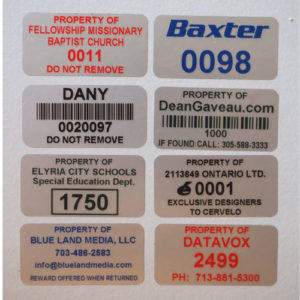 PROPERTY OF
FELLOWSHIP MISSIONARY
BAPTIST CHURCH
0011
DO NOT REMOVE
Baxter
0098
DANY
0020097
DO NOT REMOVE
PROPERTY OF
DeanGaveau.com
1000
IF FOUND CALL: 305-588-3333
PROPERTY OF
ELYRIA CITY SCHOOLS
Special Education Dept.
1750
PROPERTY OF
2113649 ONTARIO LTD.
0001
EXCLUSIVE DESIGNERS
TO CERVELO
PROPERTY OF
BLUE LAND MEDIA, LLC
703-486-2583
info@bluelandmedia.com
REWARD OFFERED WHEN RETURNED
PROPERTY OF
DATAVOX
2499
PH: 713-881-5300